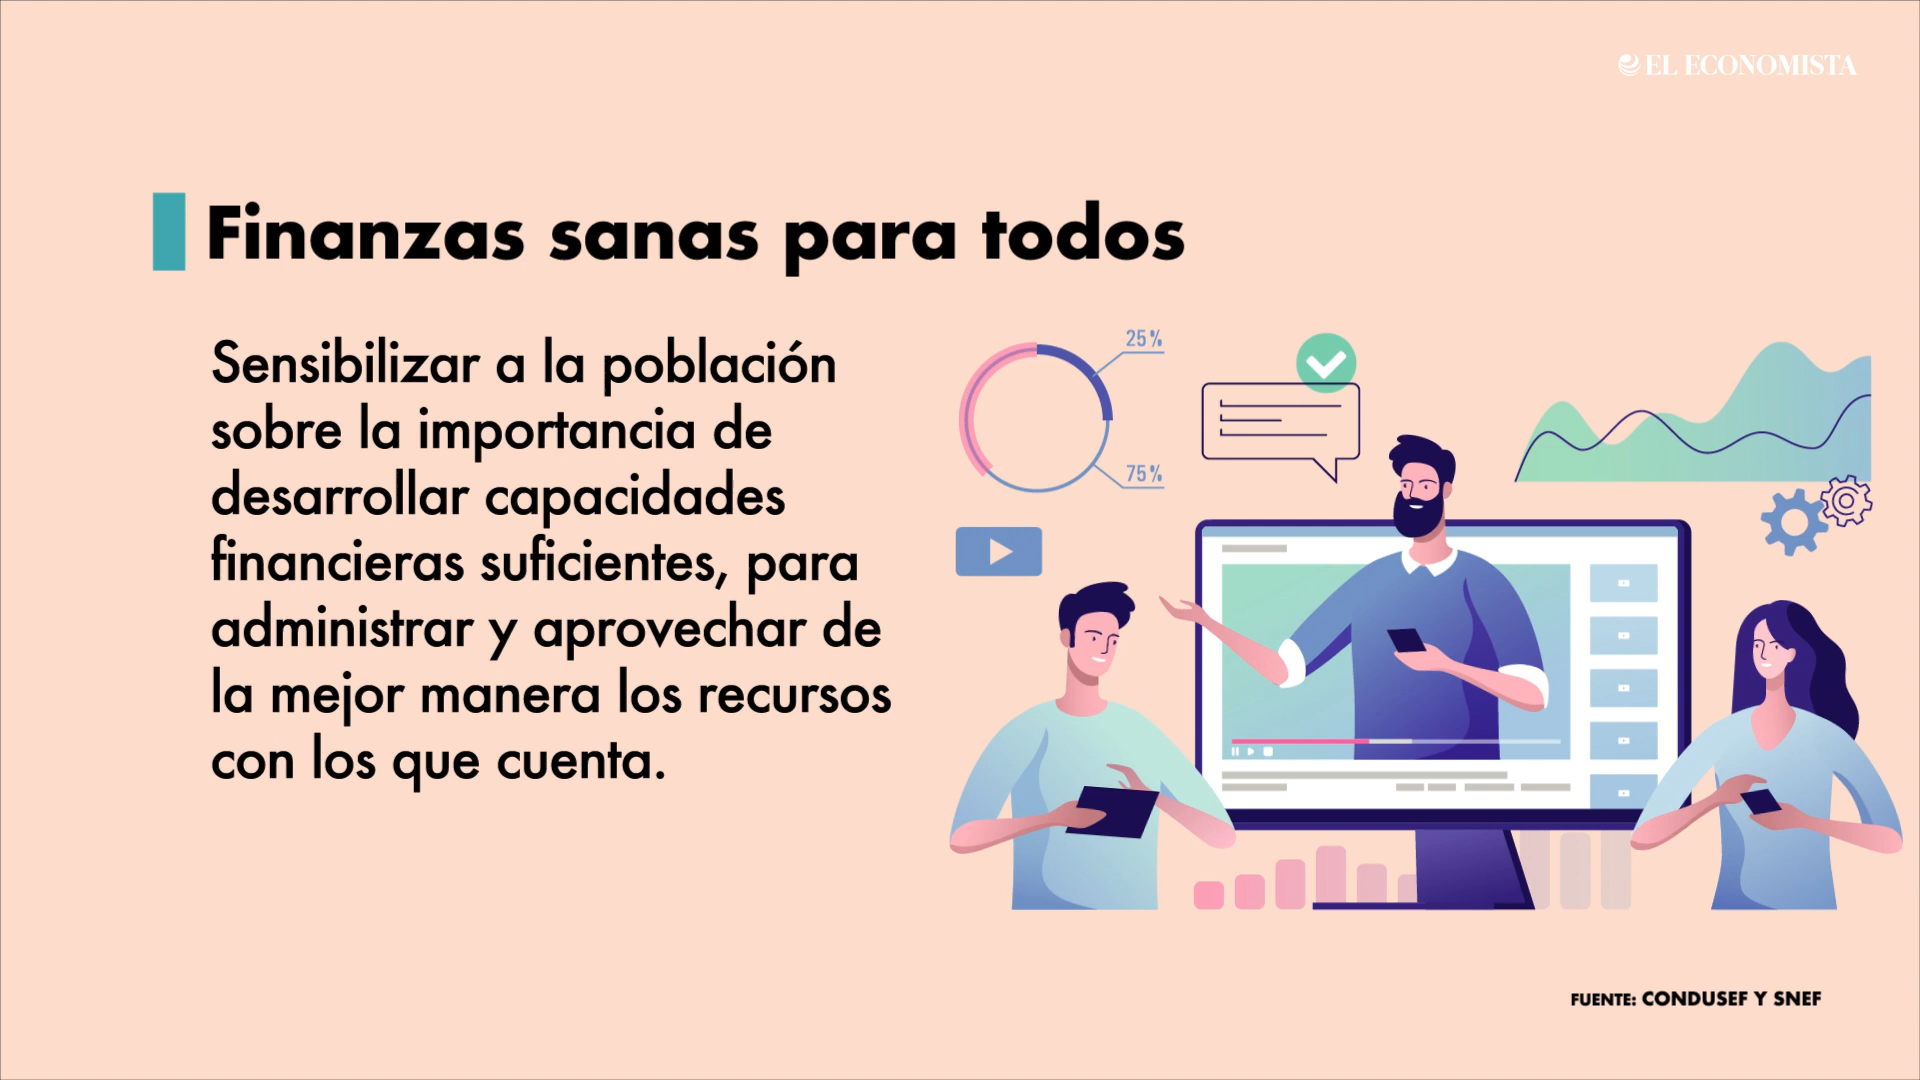 EL ECONOMISTA
Finanzas sanas para todos
Sensibilizar a la población
sobre la importancia de
desarrollar capacidades
financieras suficientes, para
administrar y aprovechar de
la mejor manera los recursos
con los que cuenta.
25%
75%
FUENTE: CONDUSEF Y SNEF